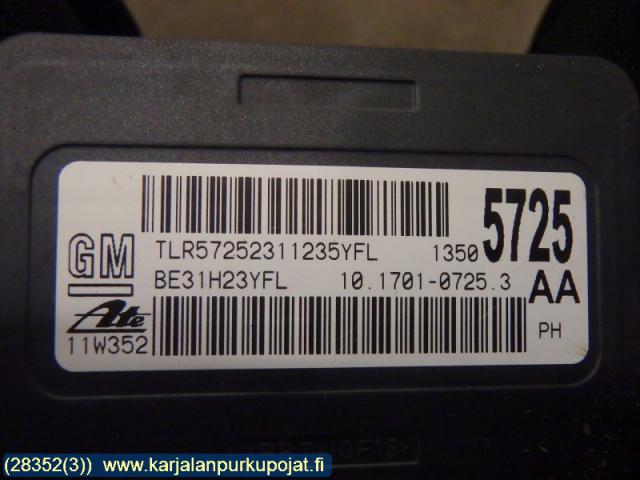 GM
Ate
11W352
TLR57252311235YFL 1350
BE31H23YFL 10.1701-0725.3
5725
AA
PH
(28352(3)) www.karjalanpurkupojat.fi